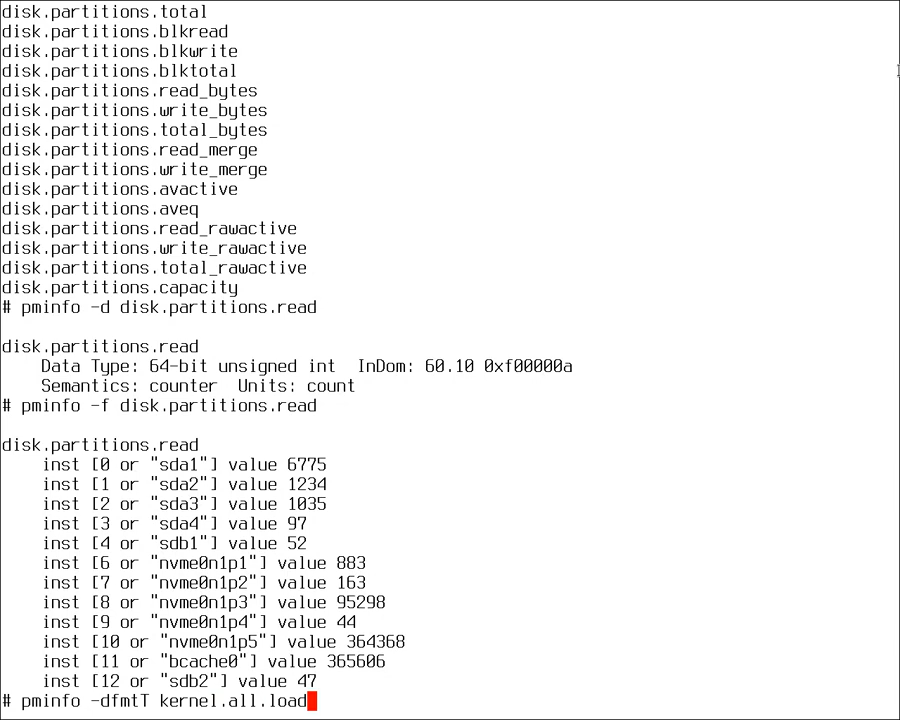 disk.partitions.total
disk.partitions.blkread
disk.partitions.blkwrite
disk.partitions.blktotal
disk.partitions.read_bytes
disk.partitions.write_bytes
disk.partitions.total_bytes
disk.partitions.read_merge
disk.partitions.write_merge
disk.partitions.avactive
disk.partitions.aveq
disk.partitions.read_rawactive
disk.partitions.write_rawactive
disk.partitions.total_rawactive
disk.partitions.capacity
# pminfo -d disk.partitions.read

disk.partitions.read
    Data Type: 64-bit unsigned int  InDom: 60.10 0xf00000a
    Semantics: counter  Units: count
# pminfo -f disk.partitions.read

disk.partitions.read
    inst [0 or "sda1"] value 6775
    inst [1 or "sda2"] value 1234
    inst [2 or "sda3"] value 1035
    inst [3 or "sda4"] value 97
    inst [4 or "sdb1"] value 52
    inst [6 or "nvme0n1p1"] value 883
    inst [7 or "nvme0n1p2"] value 163
    inst [8 or "nvme0n1p3"] value 95298
    inst [9 or "nvme0n1p4"] value 44
    inst [10 or "nvme0n1p5"] value 364368
    inst [11 or "bcache0"] value 365606
    inst [12 or "sdb2"] value 47
# pminfo -dfmtT kernel.all.load